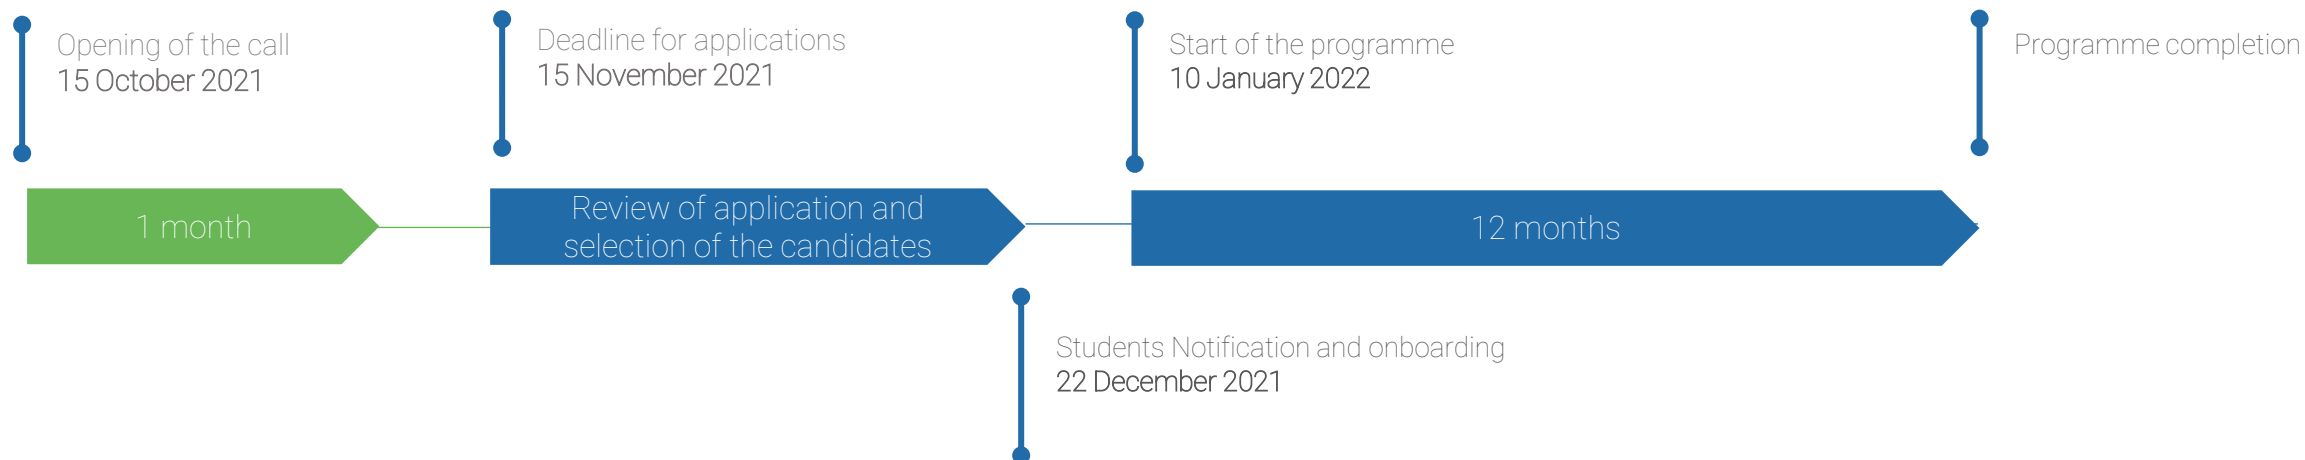 Opening of the call
15 October 2021
Deadline for applications
15 November 2021
Start of the programme
10 January 2022
Programme completion
1 month
Review of application and
selection of the candidates
12 months
Students Notification and onboarding
22 December 2021